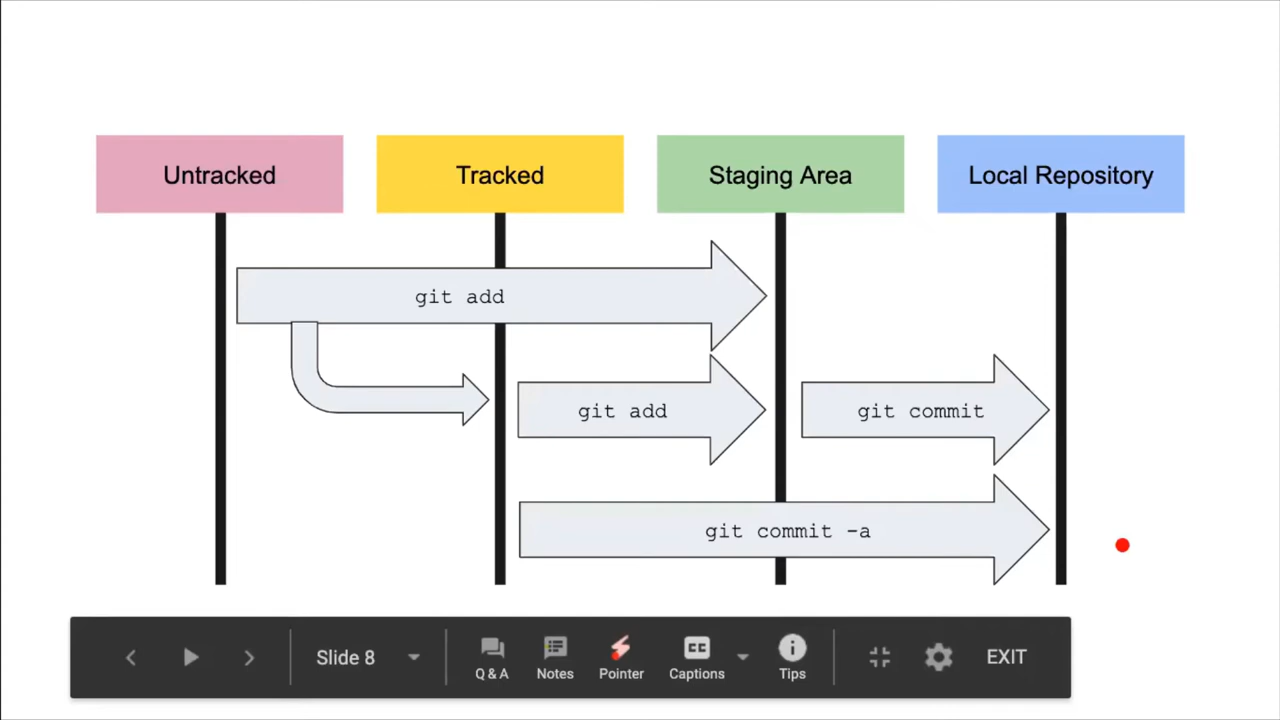 Untracked
Tracked
Staging Area
Local Repository
git add
git add
git commit
git commit -a
Slide 8
Q & A
Notes
Pointer
CC
Captions
Tips
EXIT